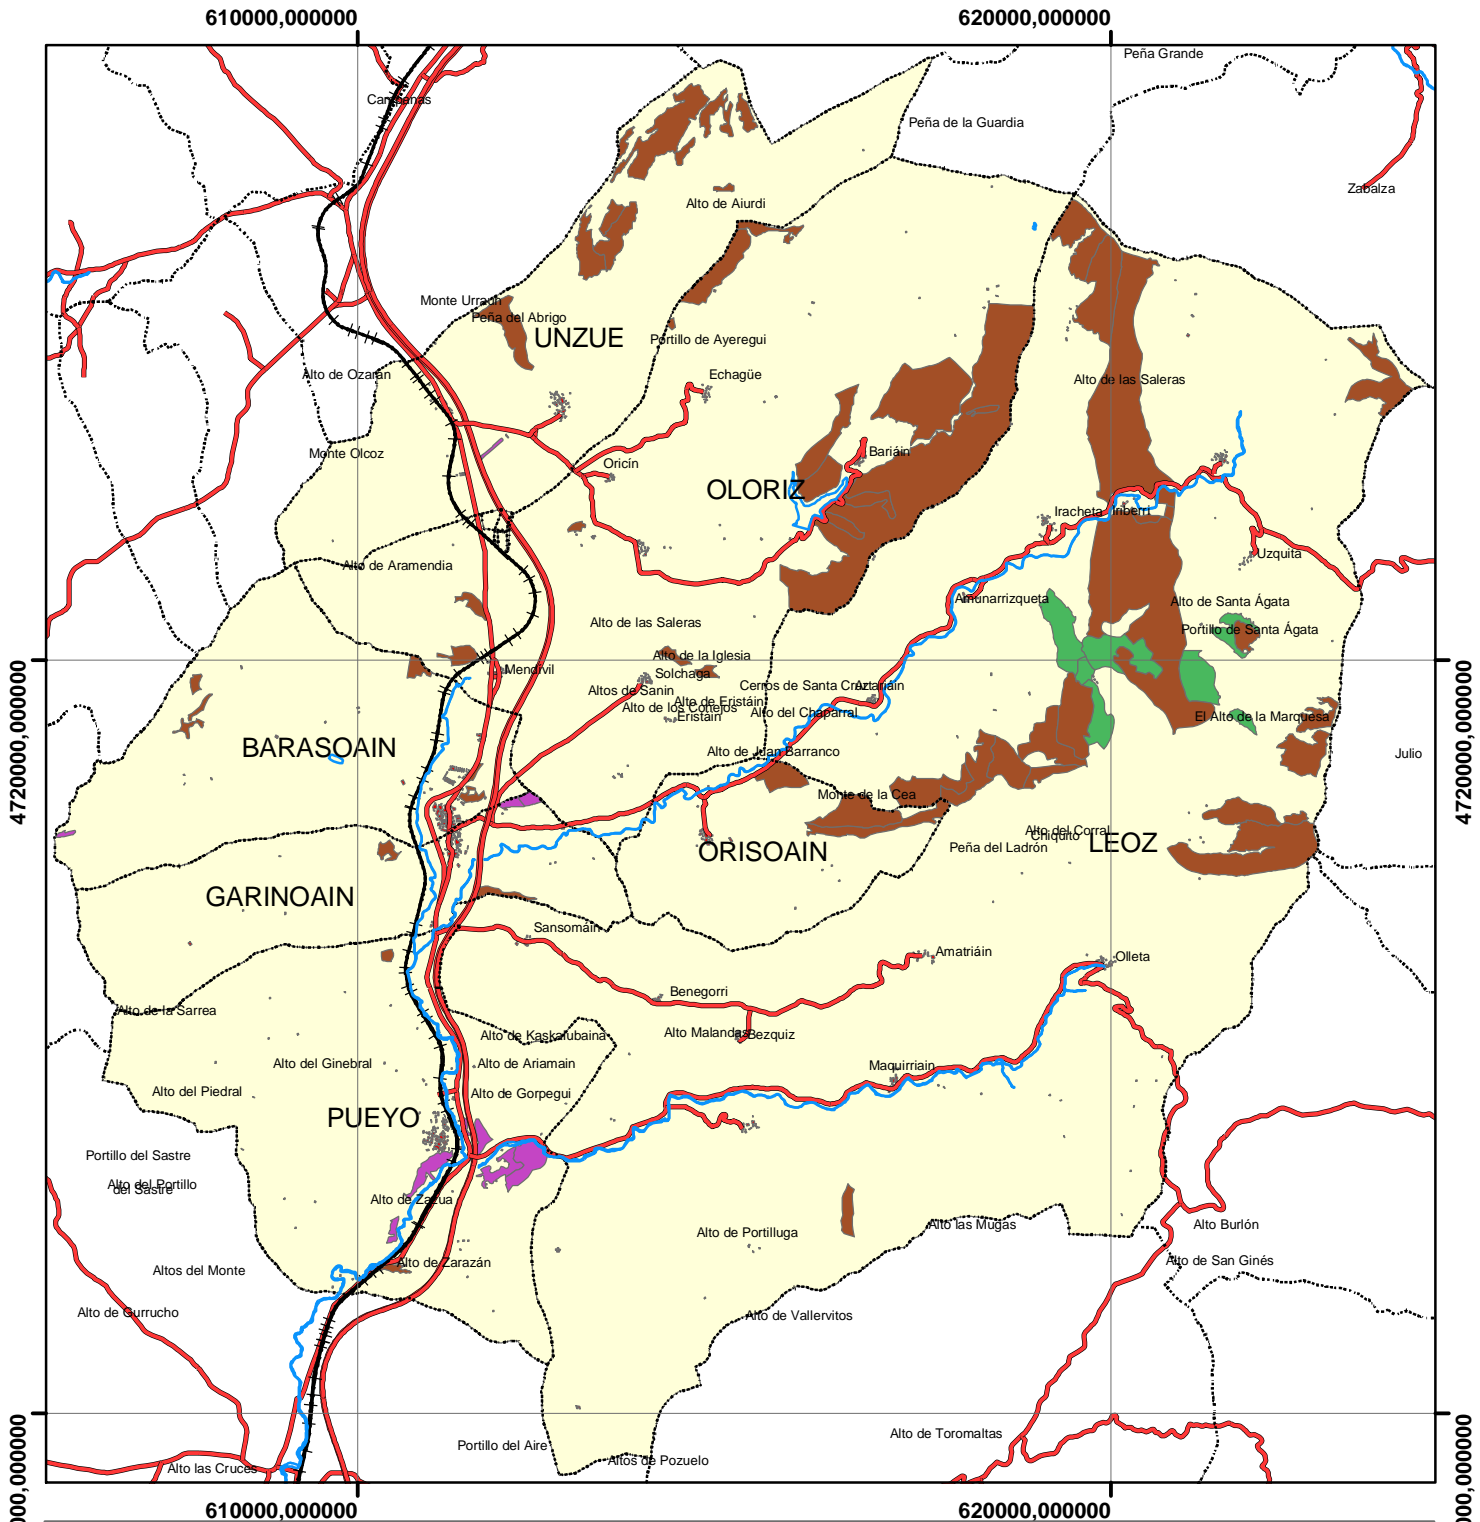 610000,000000
620000,000000
Peña Grande
Campanas
Peña de la Guardia
Zabalza
Alto de Aiurdi
Monte Urraun
Peña del Abrigo
UNZUE
Portillo de Ayeregui
Alto de Ozarán
Echagüe
Alto de las Saleras
Monte Olcoz
Oricín
Bariáin
OLORIZ
Iracheta
Iriberri
Uzquita
Alto de Aramendia
Amunarrizqueta
Alto de Santa Ágata
Alto de las Saleras
Portillo de Santa Ágata
Alto de la Iglesia
Mendívil
Solchaga
Altos de Sanin
Cerros de Santa Cruz
Alto de Eristáin
Alto de los Conejos
Eristain
Alto del Chaparral
El Alto de la Marquesa
BARASOAIN
Alto de Juan Barranco
Julio
4720000,000000
4720000,000000
Monte de la Cea
Alto del Corral
Chiquito
LEOZ
ORISOAIN
Peña del Ladrón
GARINOAIN
Sansomáin
Amatriáin
Olleta
Benegorri
Alto de la Sarrea
Alto de Kaskalubaina
Alto Malandas
Bezquiz
Alto del Ginebral
Alto de Ariamain
Maquirriain
Alto del Piedral
Alto de Gorpegui
PUEYO
Portillo del Sastre
Alto del Portillo
del Sastre
Alto de Zazua
Alto de Portilluga
Alto las Mugas
Alto Burlón
Alto de Zarazán
Alto de San Ginés
Altos del Monte
Alto de Gurrucho
Alto de Vallervitos
Alto de Toromaltas
Portillo del Aire
Altos de Pozuelo
Alto las Cruces
000,000000
000,000000
610000,000000
620000,000000